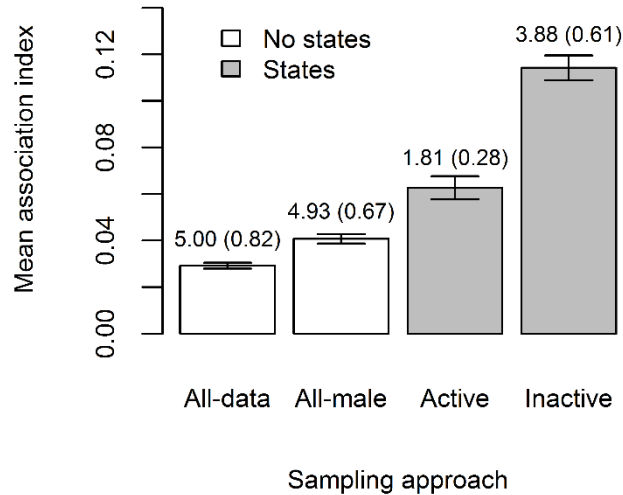 Mean association index
0.00
0.04
0.08
0.12
No states
States
5.00 (0.82)
4.93 (0.67)
1.81 (0.28)
3.88 (0.61)
All-data
All-male
Active
Inactive
Sampling approach